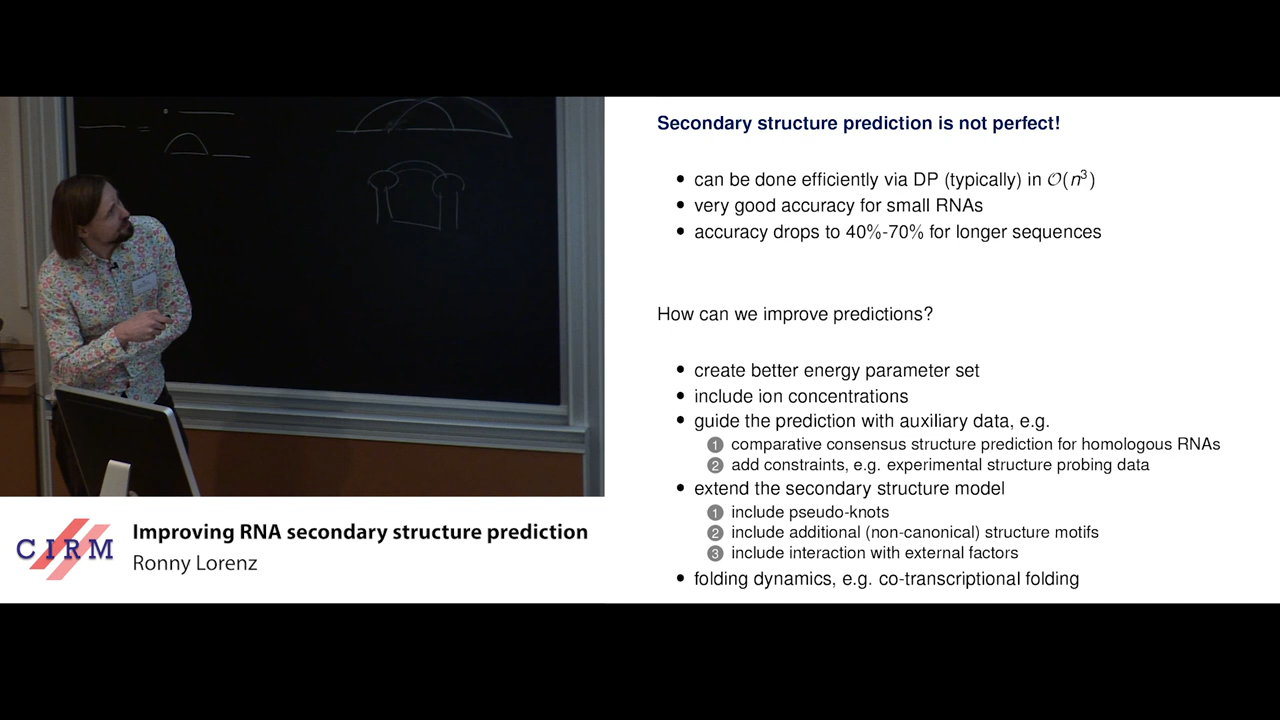 Secondary structure prediction is not perfect!
• can be done efficiently via DP (typically) in 𝒪(n³)
• very good accuracy for small RNAs
• accuracy drops to 40%-70% for longer sequences
How can we improve predictions?
• create better energy parameter set
• include ion concentrations
• guide the prediction with auxiliary data, e.g.
1 comparative consensus structure prediction for homologous RNAs
2 add constraints, e.g. experimental structure probing data
• extend the secondary structure model
1 include pseudo-knots
2 include additional (non-canonical) structure motifs
3 include interaction with external factors
• folding dynamics, e.g. co-transcriptional folding
CIRM
Improving RNA secondary structure prediction
Ronny Lorenz